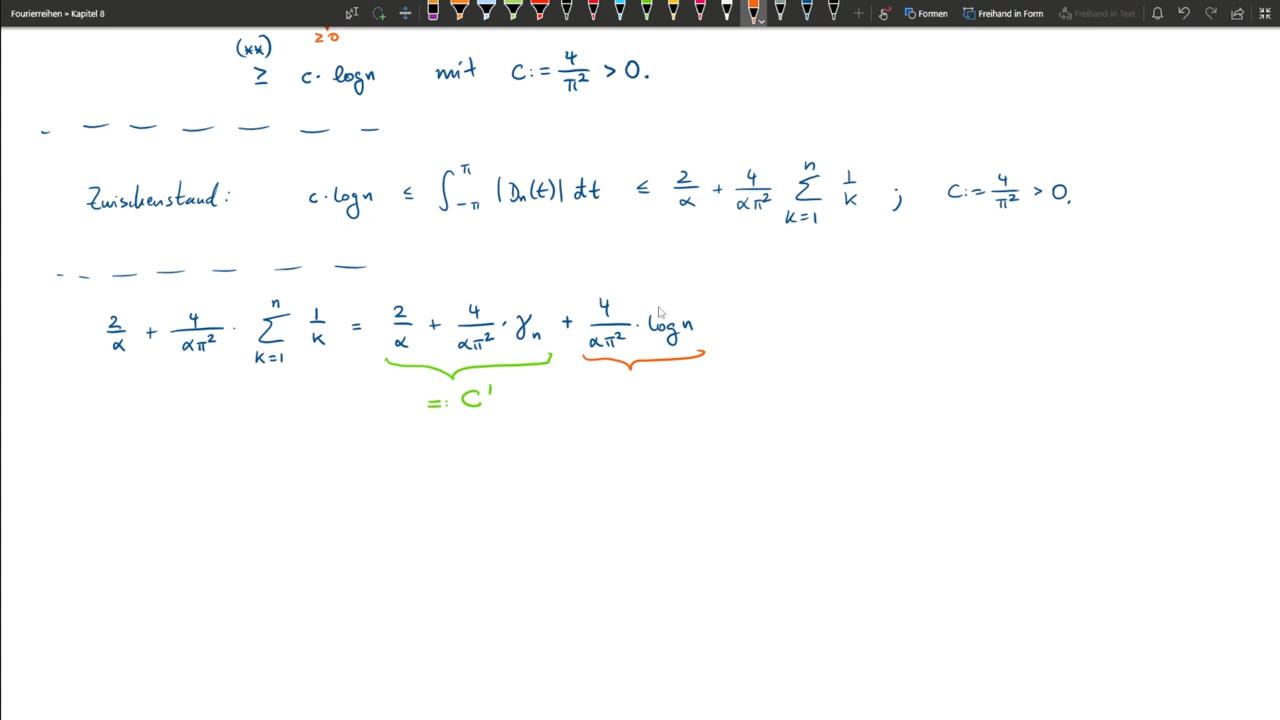 Fourierreihen » Kapitel 8 Formen Freihand in Form Freihand in Text
(**) ≥0
≥ c · log n mit C := 4/π² > 0.
Zwischenstand: c · log n ≤ ∫_{-π}^{π} |Dn(t)| dt ≤ 2/α + 4/(απ²) ∑_{k=1}^{n} 1/k ; C := 4/π² > 0.
2/α + 4/(απ²) · ∑_{k=1}^{n} 1/k = 2/α + 4/(απ²) · γ_n + 4/(απ²) · log n
=: C'